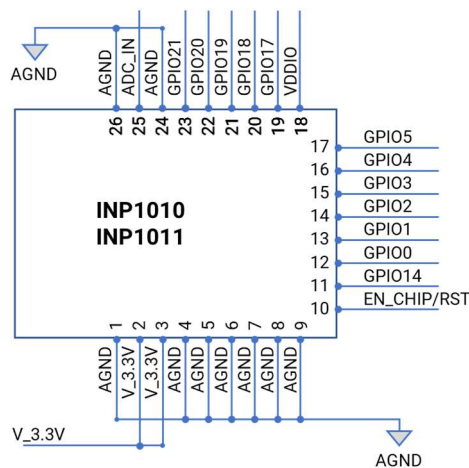 AGND
AGND
ADC_IN
AGND
GPIO21
GPIO20
GPIO19
GPIO18
GPIO17
VDDIO
26
25
24
23
22
21
20
19
18
INP1010
INP1011
17 GPIO5
16 GPIO4
15 GPIO3
14 GPIO2
13 GPIO1
12 GPIO0
11 GPIO14
10 EN_CHIP/RST
1
2
3
4
5
6
7
8
9
AGND
V_3.3V
V_3.3V
AGND
AGND
AGND
AGND
AGND
AGND
V_3.3V
AGND